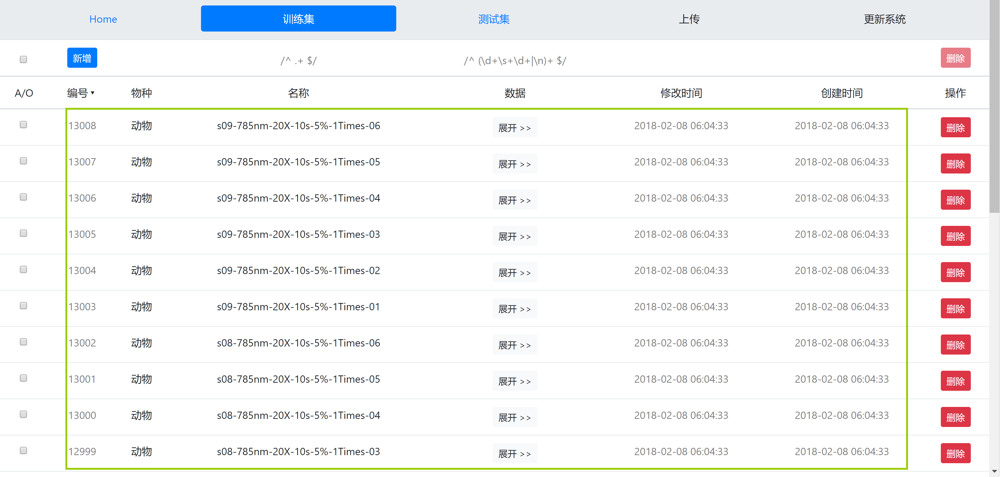 Home 训练集 测试集 上传 更新系统
新增 /^ .+ $/ /^ (\d+\s+\d+|\n)+ $/ 删除
A/O 编号▼ 物种 名称 数据 修改时间 创建时间 操作
13008 动物 s09-785nm-20X-10s-5%-1Times-06 展开 >> 2018-02-08 06:04:33 2018-02-08 06:04:33 删除
13007 动物 s09-785nm-20X-10s-5%-1Times-05 展开 >> 2018-02-08 06:04:33 2018-02-08 06:04:33 删除
13006 动物 s09-785nm-20X-10s-5%-1Times-04 展开 >> 2018-02-08 06:04:33 2018-02-08 06:04:33 删除
13005 动物 s09-785nm-20X-10s-5%-1Times-03 展开 >> 2018-02-08 06:04:33 2018-02-08 06:04:33 删除
13004 动物 s09-785nm-20X-10s-5%-1Times-02 展开 >> 2018-02-08 06:04:33 2018-02-08 06:04:33 删除
13003 动物 s09-785nm-20X-10s-5%-1Times-01 展开 >> 2018-02-08 06:04:33 2018-02-08 06:04:33 删除
13002 动物 s08-785nm-20X-10s-5%-1Times-06 展开 >> 2018-02-08 06:04:33 2018-02-08 06:04:33 删除
13001 动物 s08-785nm-20X-10s-5%-1Times-05 展开 >> 2018-02-08 06:04:33 2018-02-08 06:04:33 删除
13000 动物 s08-785nm-20X-10s-5%-1Times-04 展开 >> 2018-02-08 06:04:33 2018-02-08 06:04:33 删除
12999 动物 s08-785nm-20X-10s-5%-1Times-03 展开 >> 2018-02-08 06:04:33 2018-02-08 06:04:33 删除